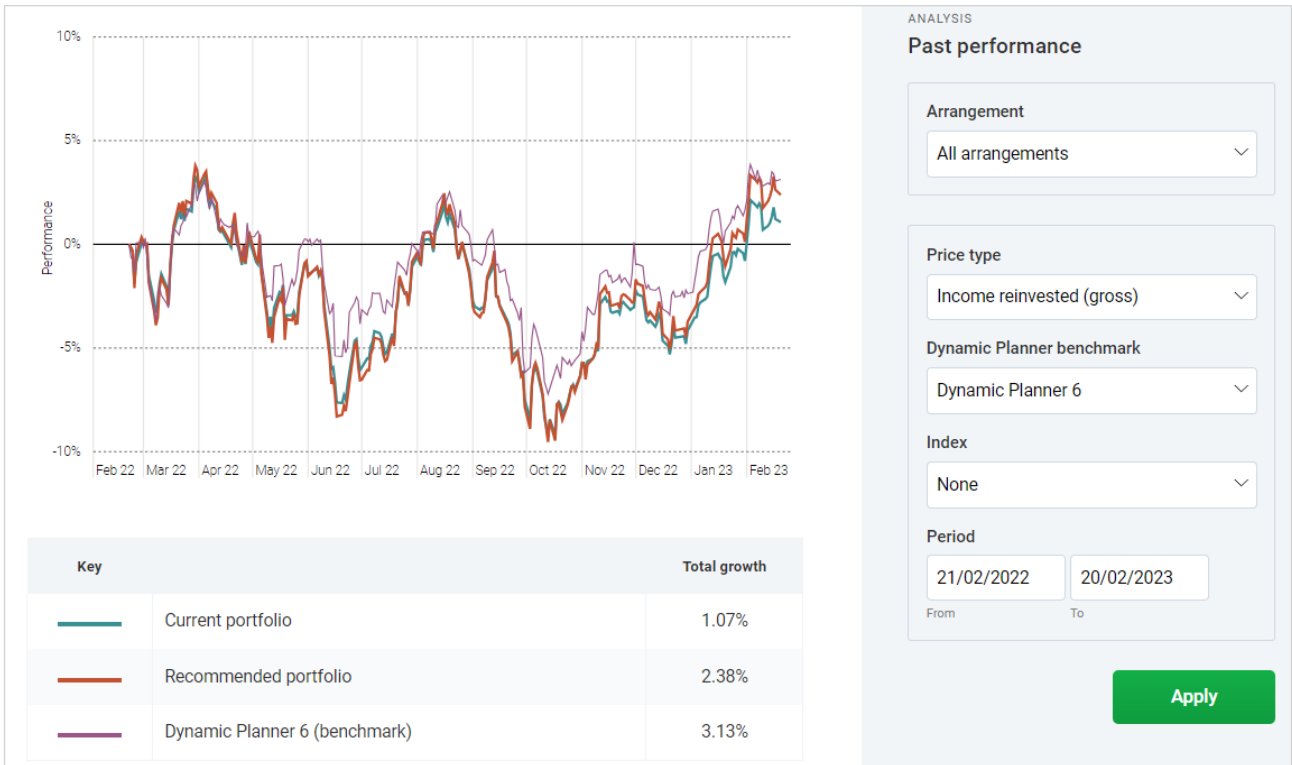 10%
5%
0%
-5%
-10%
Performance
Feb 22 Mar 22 Apr 22 May 22 Jun 22 Jul 22 Aug 22 Sep 22 Oct 22 Nov 22 Dec 22 Jan 23 Feb 23
Key Total growth
Current portfolio 1.07%
Recommended portfolio 2.38%
Dynamic Planner 6 (benchmark) 3.13%
ANALYSIS
Past performance
Arrangement
All arrangements
Price type
Income reinvested (gross)
Dynamic Planner benchmark
Dynamic Planner 6
Index
None
Period
21/02/2022 20/02/2023
From To
Apply